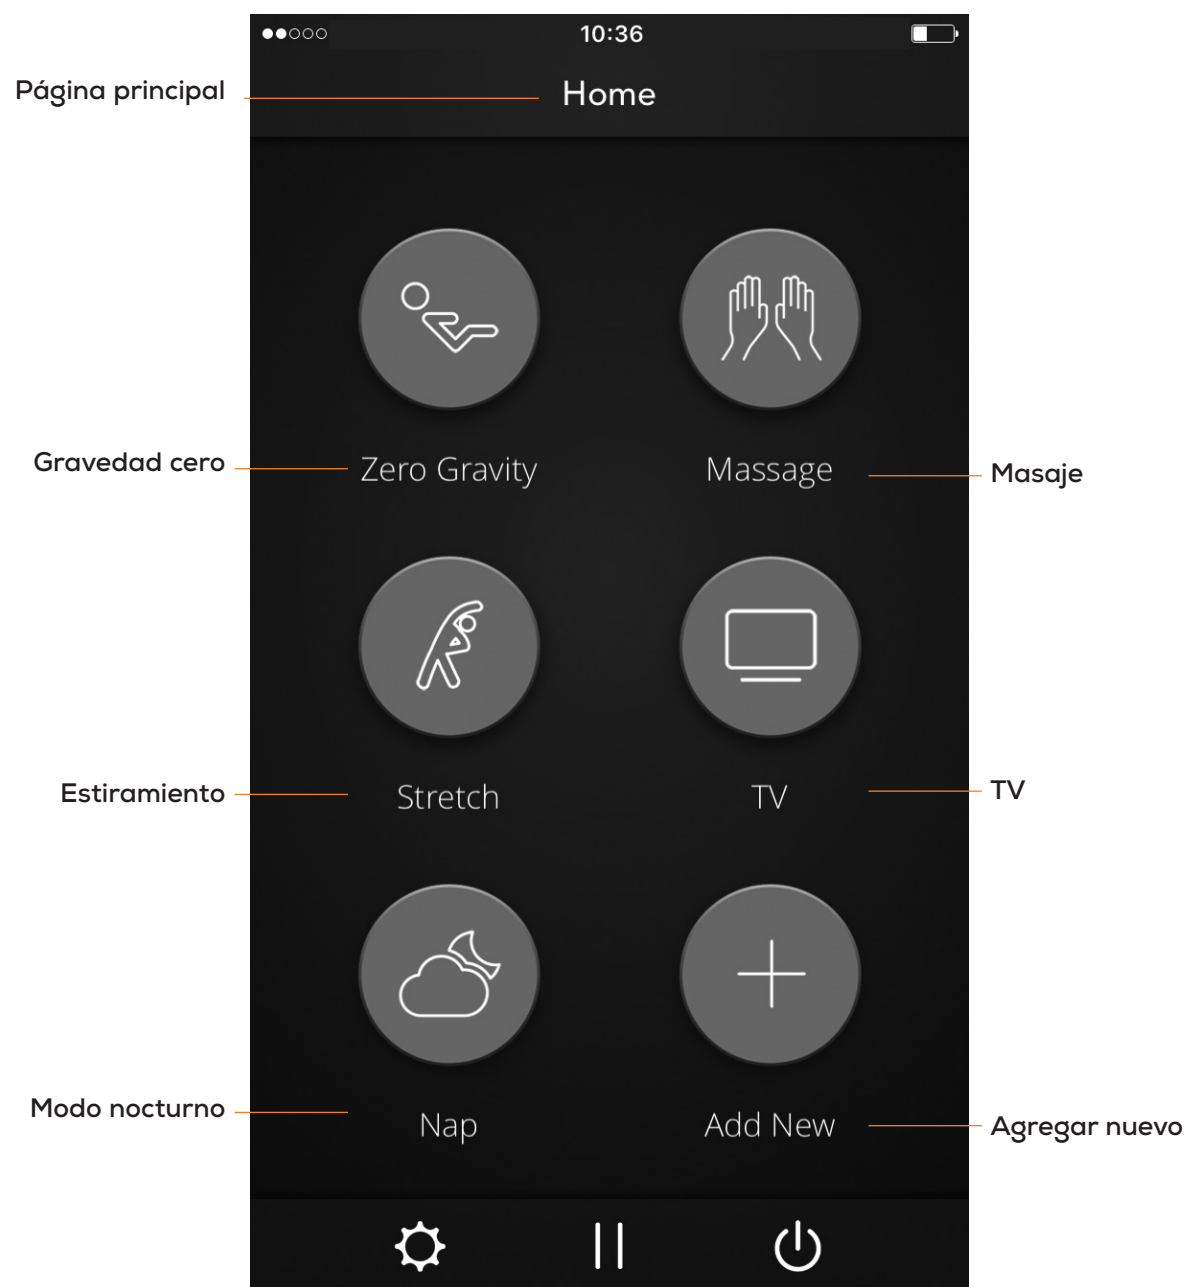 10:36
Página principal
Home
Gravedad cero
Zero Gravity
Massage
Masaje
Estiramiento
Stretch
TV
TV
Modo nocturno
Nap
Add New
Agregar nuevo